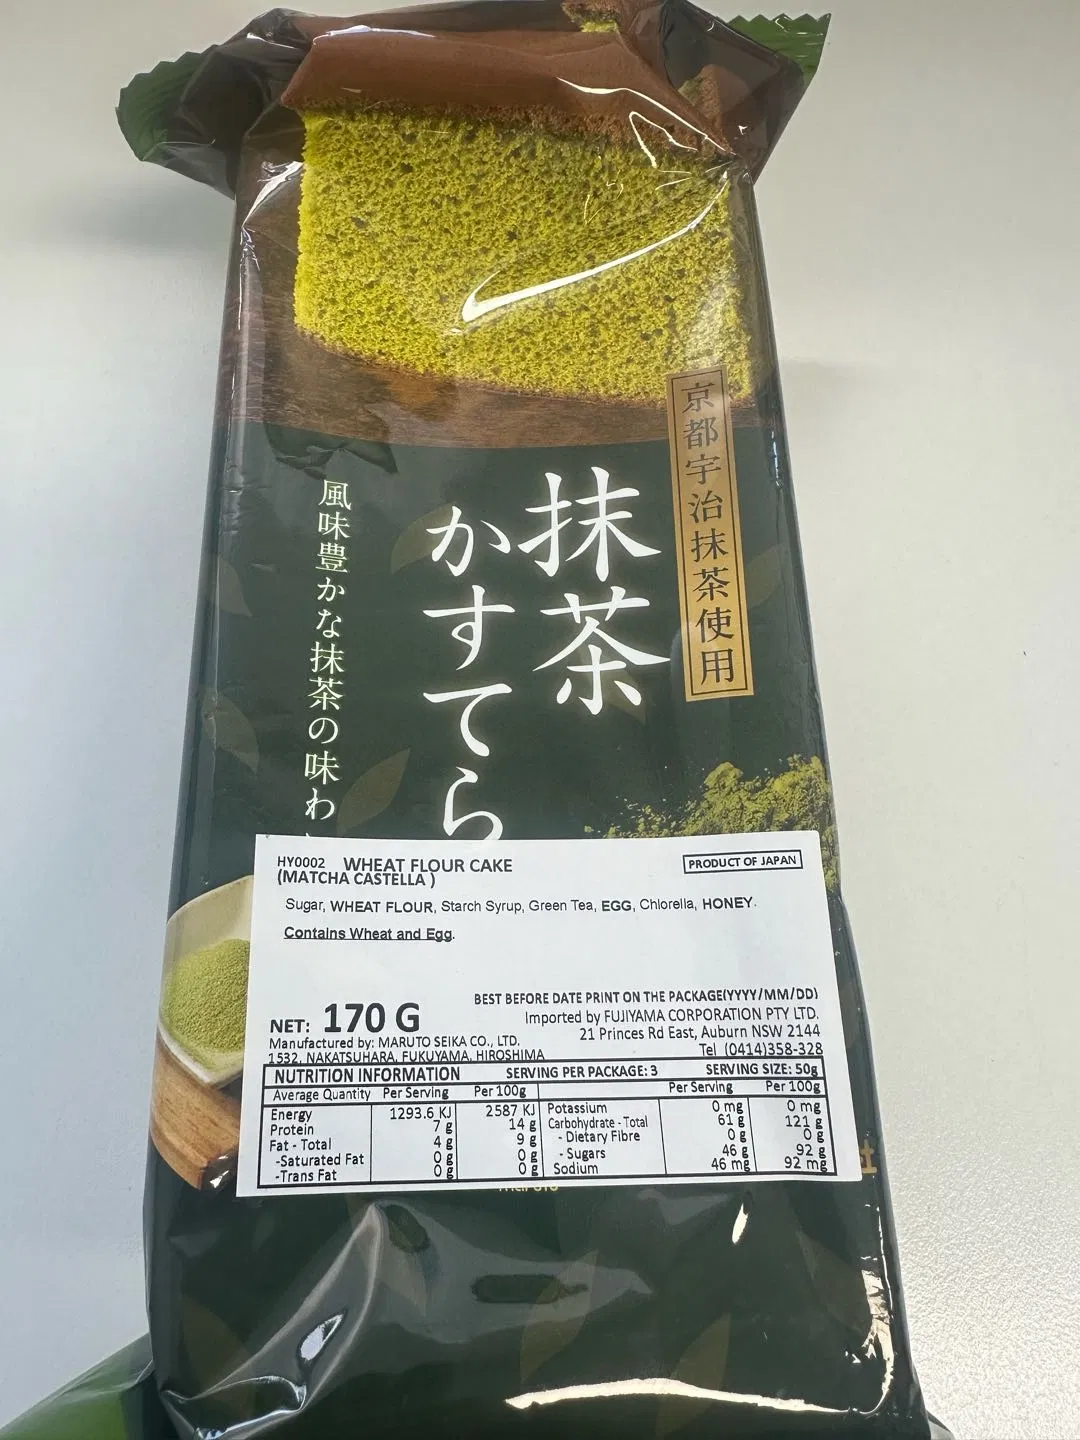 京都宇治抹茶使用
抹茶
かすてら
風味豊かな抹茶の味わ
HY0002 WHEAT FLOUR CAKE
(MATCHA CASTELLA )
PRODUCT OF JAPAN
Sugar, WHEAT FLOUR, Starch Syrup, Green Tea, EGG, Chlorella, HONEY.
Contains Wheat and Egg.
BEST BEFORE DATE PRINT ON THE PACKAGE(YYYY/MM/DD)
NET: 170 G
Imported by FUJIYAMA CORPORATION PTY LTD.
21 Princes Rd East, Auburn NSW 2144
Tel (0414)358-328
Manufactured by: MARUTO SEIKA CO., LTD.
1532, NAKATSUHARA, FUKUYAMA, HIROSHIMA
NUTRITION INFORMATION SERVING PER PACKAGE: 3 SERVING SIZE: 50g
Average Quantity Per Serving Per 100g Per Serving Per 100g
Energy 1293.6 KJ 2587 KJ Potassium 0 mg 0 mg
Protein 7 g 14 g Carbohydrate - Total 61 g 121 g
Fat - Total 4 g 9 g - Dietary Fibre 0 g 0 g
-Saturated Fat 0 g 0 g - Sugars 46 g 92 g
-Trans Fat 0 g 0 g Sodium 46 mg 92 mg